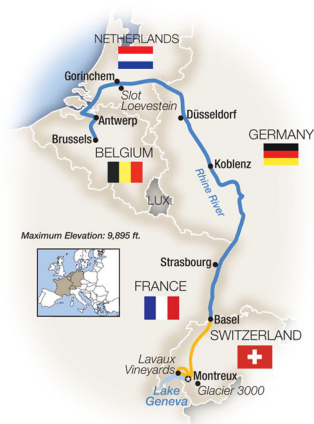 NETHERLANDS
Gorinchem
Slot
Loevestein
Antwerp
Düsseldorf
Brussels
BELGIUM
GERMANY
Koblenz
Rhine River
LUX.
Maximum Elevation: 9,895 ft.
Strasbourg
FRANCE
Basel
SWITZERLAND
Lavaux
Vineyards
Montreux
Lake
Geneva
Glacier 3000